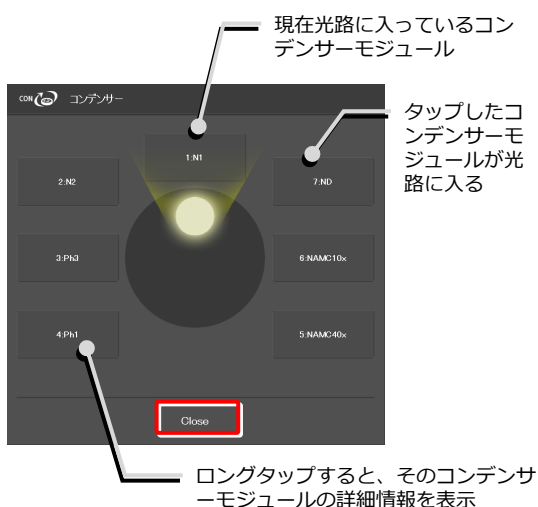 現在光路に入っているコン
デンサーモジュール
CON コンデンサー
タップしたコ
ンデンサーモ
ジュールが光
路に入る
1:N1
2:N2
7:ND
3:Ph3
6:NAMC10x
4:Ph1
5:NAMC40x
Close
ロングタップすると、そのコンデンサ
ーモジュールの詳細情報を表示